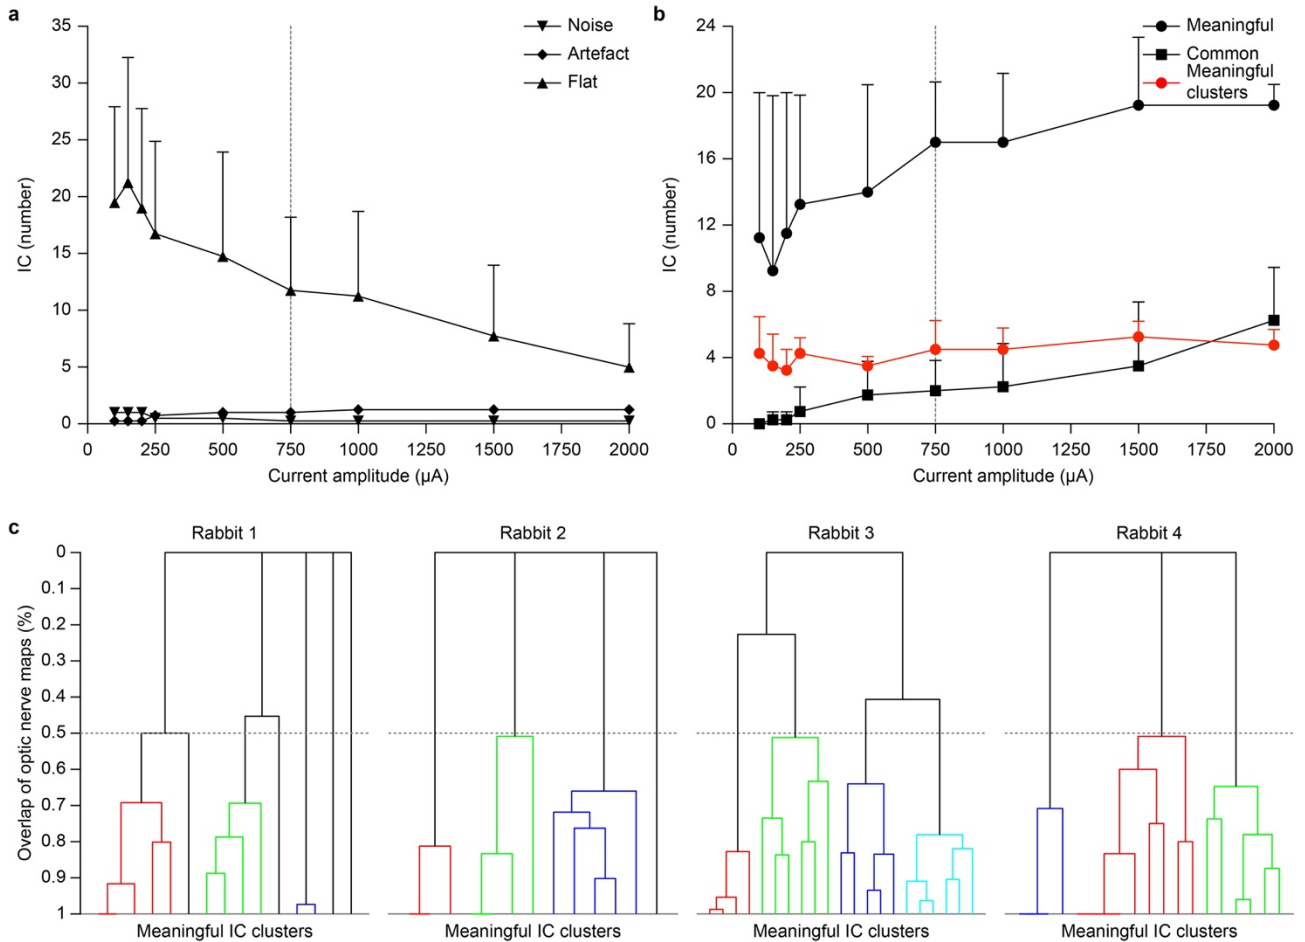 a
35
30
25
20
15
10
5
0
IC (number)
Noise
Artefact
Flat
0 250 500 750 1000 1250 1500 1750 2000
Current amplitude (µA)
b
24
20
16
12
8
4
0
IC (number)
Meaningful
Common
Meaningful
clusters
0 250 500 750 1000 1250 1500 1750 2000
Current amplitude (µA)
c
Rabbit 1 Rabbit 2 Rabbit 3 Rabbit 4
0
0.1
0.2
0.3
0.4
0.5
0.6
0.7
0.8
0.9
1
Overlap of optic nerve maps (%)
Meaningful IC clusters Meaningful IC clusters Meaningful IC clusters Meaningful IC clusters